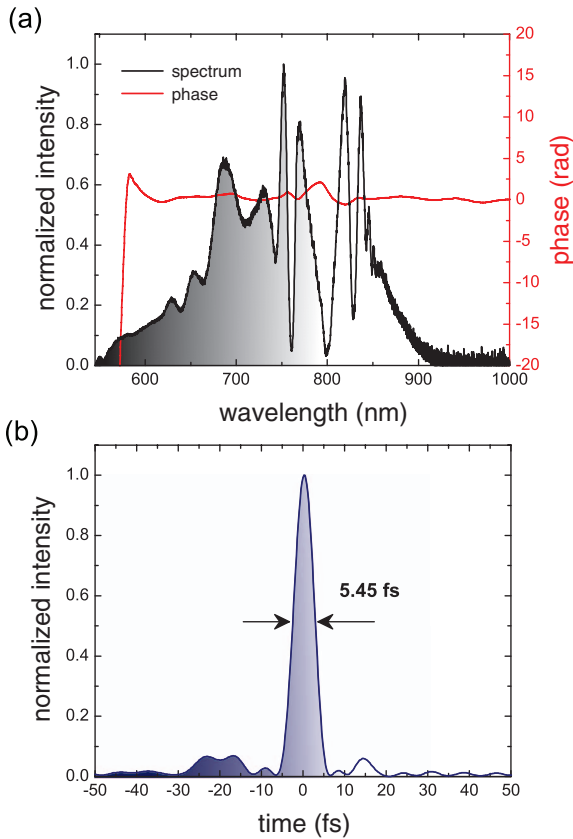 (a)
spectrum
phase
normalized intensity
1.0
0.8
0.6
0.4
0.2
0.0
20
15
10
5
0
-5
-10
-15
-20
phase (rad)
600 700 800 900 1000
wavelength (nm)
(b)
normalized intensity
1.0
0.8
0.6
0.4
0.2
0.0
5.45 fs
-50 -40 -30 -20 -10 0 10 20 30 40 50
time (fs)